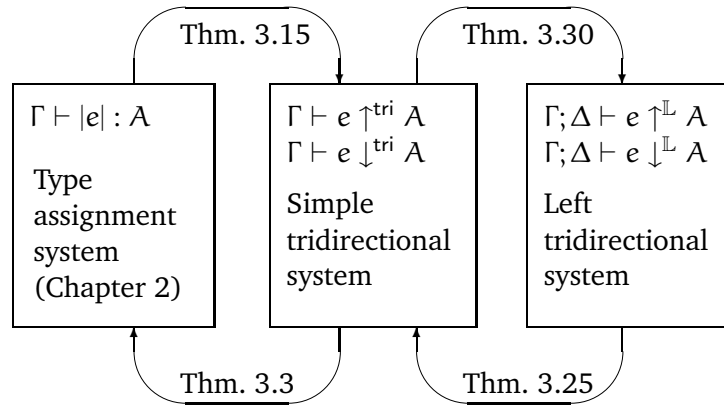 Thm. 3.15
Thm. 3.30
Γ ⊢ |e| : A
Type
assignment
system
(Chapter 2)
Γ ⊢ e ↑tri A
Γ ⊢ e ↓tri A
Simple
tridirectional
system
Γ; Δ ⊢ e ↑𝕃 A
Γ; Δ ⊢ e ↓𝕃 A
Left
tridirectional
system
Thm. 3.3
Thm. 3.25